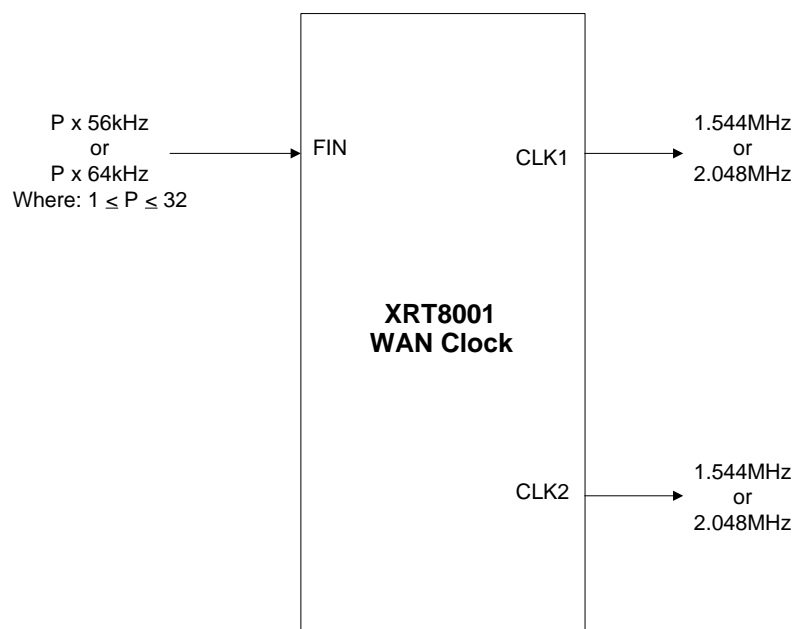 P x 56kHz
or
P x 64kHz
Where: 1 ≤ P ≤ 32
FIN
CLK1
1.544MHz
or
2.048MHz
XRT8001
WAN Clock
CLK2
1.544MHz
or
2.048MHz